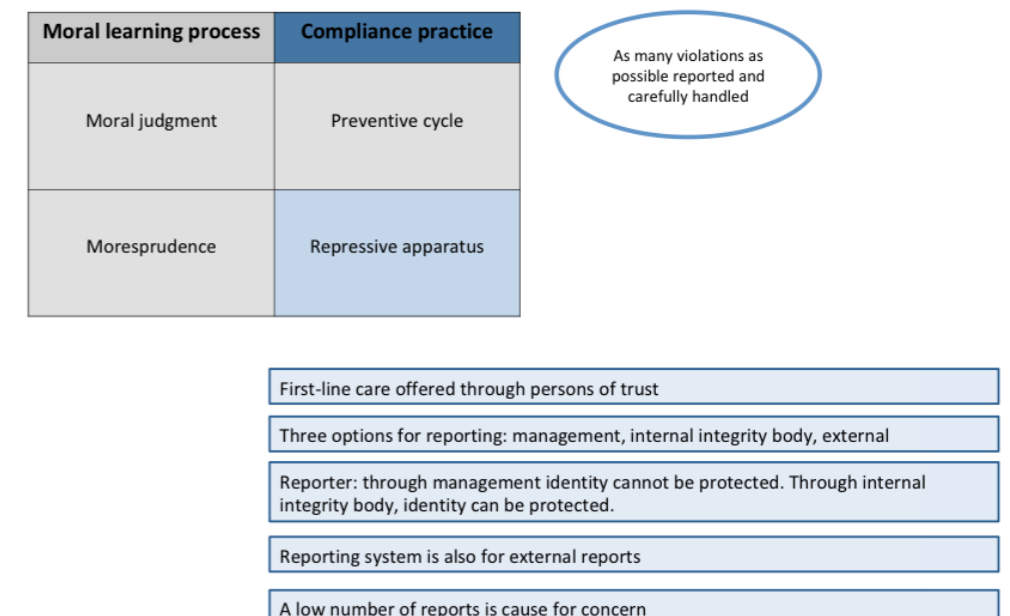 Moral learning process
Compliance practice
As many violations as
possible reported and
carefully handled
Moral judgment
Preventive cycle
Moresprudence
Repressive apparatus
First-line care offered through persons of trust
Three options for reporting: management, internal integrity body, external
Reporter: through management identity cannot be protected. Through internal
integrity body, identity can be protected.
Reporting system is also for external reports
A low number of reports is cause for concern